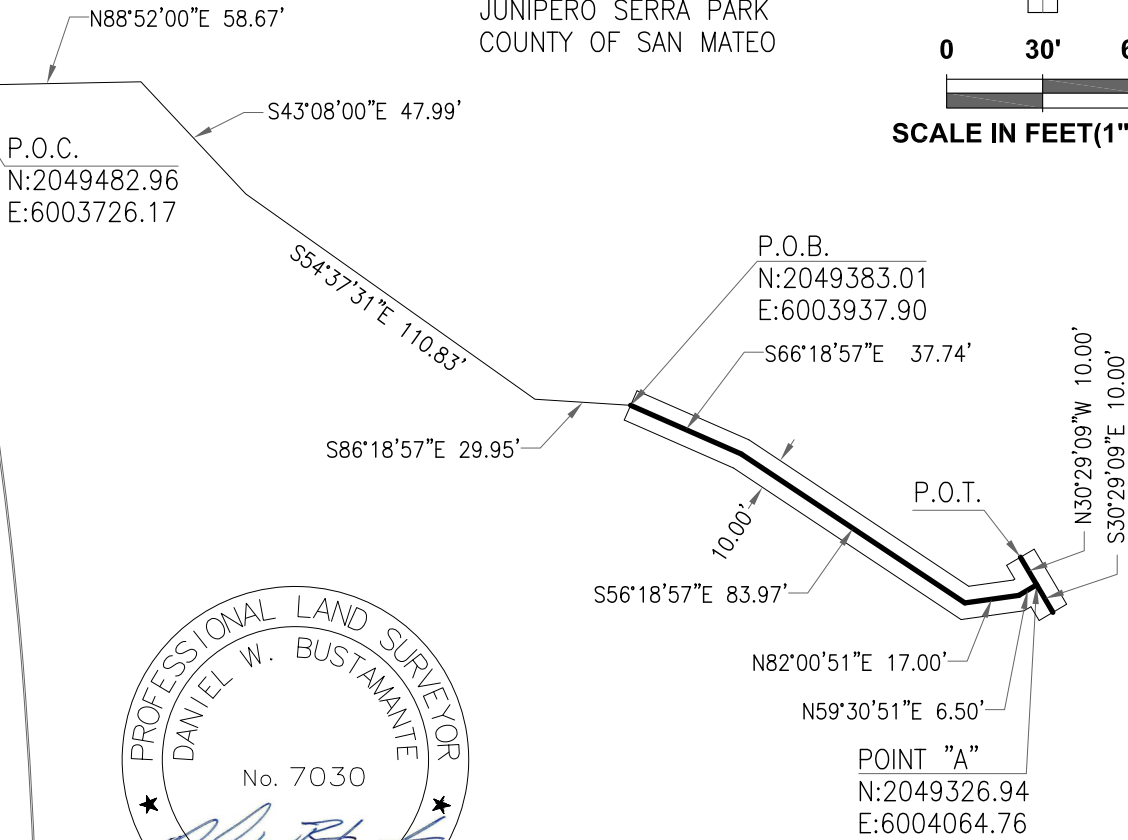 N88°52'00"E 58.67'
JUNIPERO SERRA PARK
COUNTY OF SAN MATEO
0 30' 6
SCALE IN FEET(1"
S43°08'00"E 47.99'
P.O.C.
N:2049482.96
E:6003726.17
S54°37'31"E 110.83'
P.O.B.
N:2049383.01
E:6003937.90
S66°18'57"E 37.74'
S86°18'57"E 29.95'
10.00'
P.O.T.
N30°29'09"W 10.00'
S30°29'09"E 10.00'
S56°18'57"E 83.97'
N82°00'51"E 17.00'
N59°30'51"E 6.50'
POINT "A"
N:2049326.94
E:6004064.76
PROFESSIONAL LAND SURVEYOR
DANIEL W. BUSTAMANTE
No. 7030